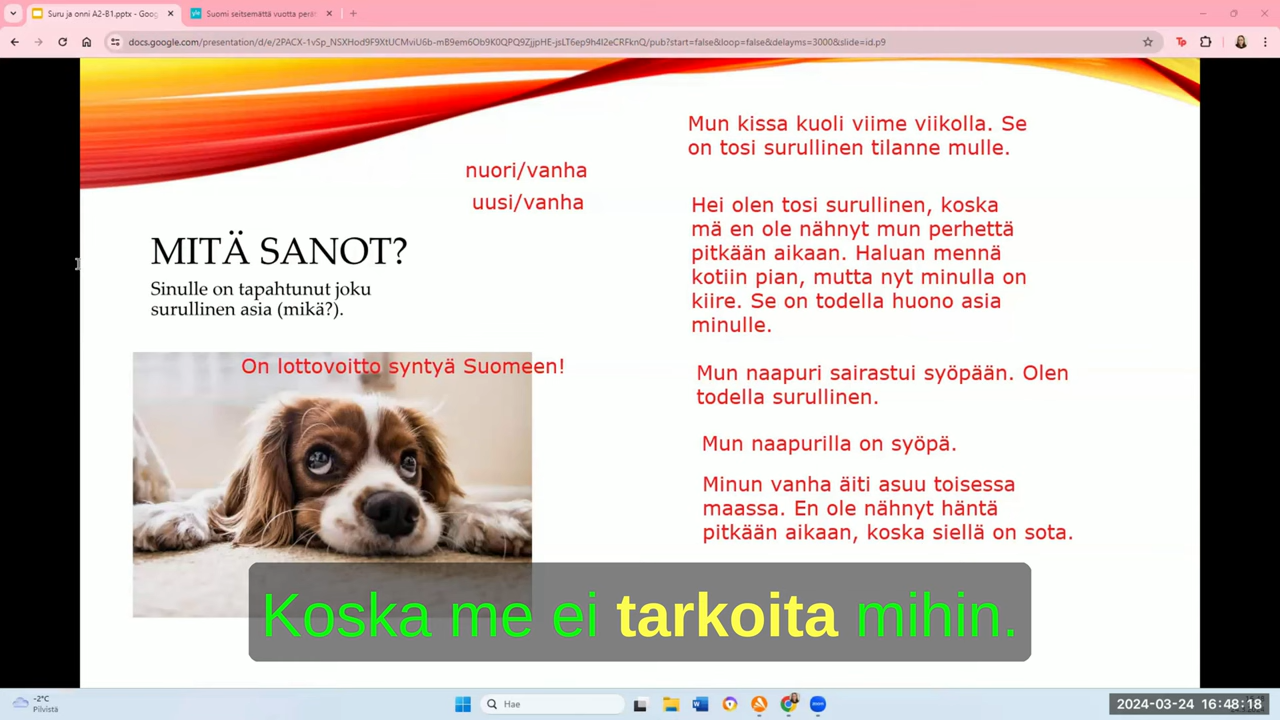 Suru ja onni A2-B1.pptx - Goog
Suomi seitsemättä vuotta perät
docs.google.com/presentation/d/e/2PACX-1vSp_NSXHod9F9XtUCMviU6b-mB9em6Ob9K0QPQ9ZjjpHE-jsLT6ep9h4l2eCRFknQ/pub?start=false&loop=false&delayms=3000&slide=id.p9
nuori/vanha
uusi/vanha
MITÄ SANOT?
Sinulle on tapahtunut joku
surullinen asia (mikä?).
On lottovoitto syntyä Suomeen!
Mun kissa kuoli viime viikolla. Se
on tosi surullinen tilanne mulle.
Hei olen tosi surullinen, koska
mä en ole nähnyt mun perhettä
pitkään aikaan. Haluan mennä
kotiin pian, mutta nyt minulla on
kiire. Se on todella huono asia
minulle.
Mun naapuri sairastui syöpään. Olen
todella surullinen.
Mun naapurilla on syöpä.
Minun vanha äiti asuu toisessa
maassa. En ole nähnyt häntä
pitkään aikaan, koska siellä on sota.
Koska me ei tarkoita mihin.
-2°C
Pilvistä
Hae
2024-03-24 16:48:18